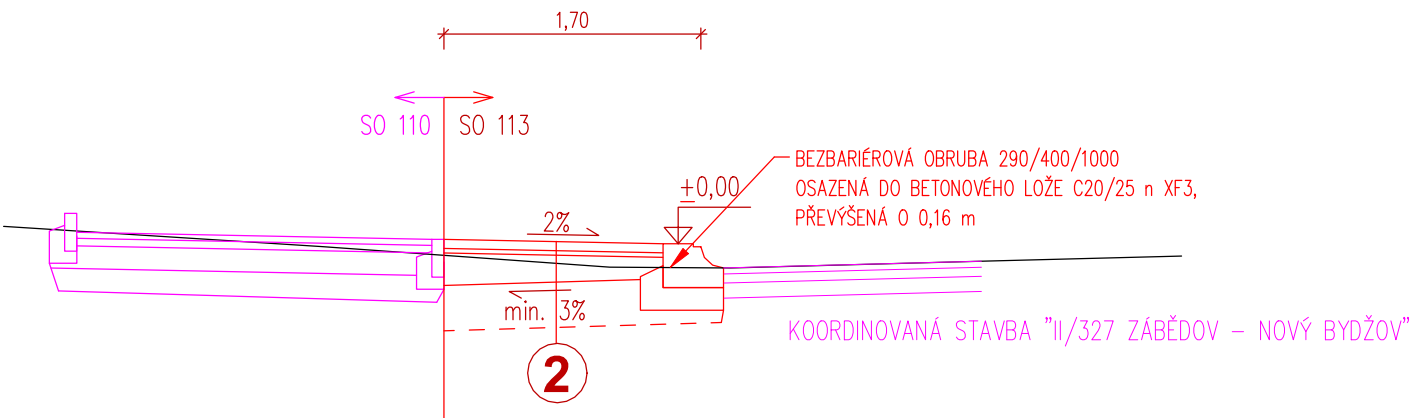 1,70
SO 110 SO 113
BEZBARIÉROVÁ OBRUBA 290/400/1000
OSAZENÁ DO BETONOVÉHO LOŽE C20/25 n XF3,
PŘEVÝŠENÁ O 0,16 m
±0,00
2%
min. 3%
KOORDINOVANÁ STAVBA "II/327 ZÁBĚDOV - NOVÝ BYDŽOV"
2